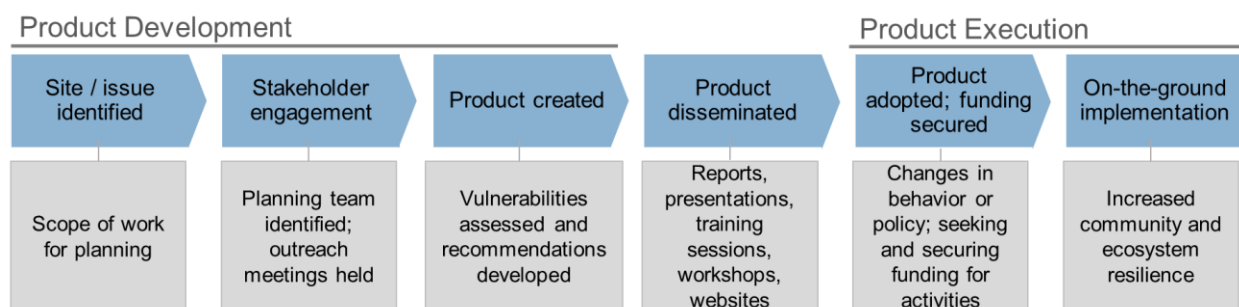 Product Development
Product Execution
Site / issue
identified
Stakeholder
engagement
Product created
Product
disseminated
Product
adopted; funding
secured
On-the-ground
implementation
Scope of work
for planning
Planning team
identified;
outreach
meetings held
Vulnerabilities
assessed and
recommendations
developed
Reports,
presentations,
training
sessions,
workshops,
websites
Changes in
behavior or
policy; seeking
and securing
funding for
activities
Increased
community and
ecosystem
resilience